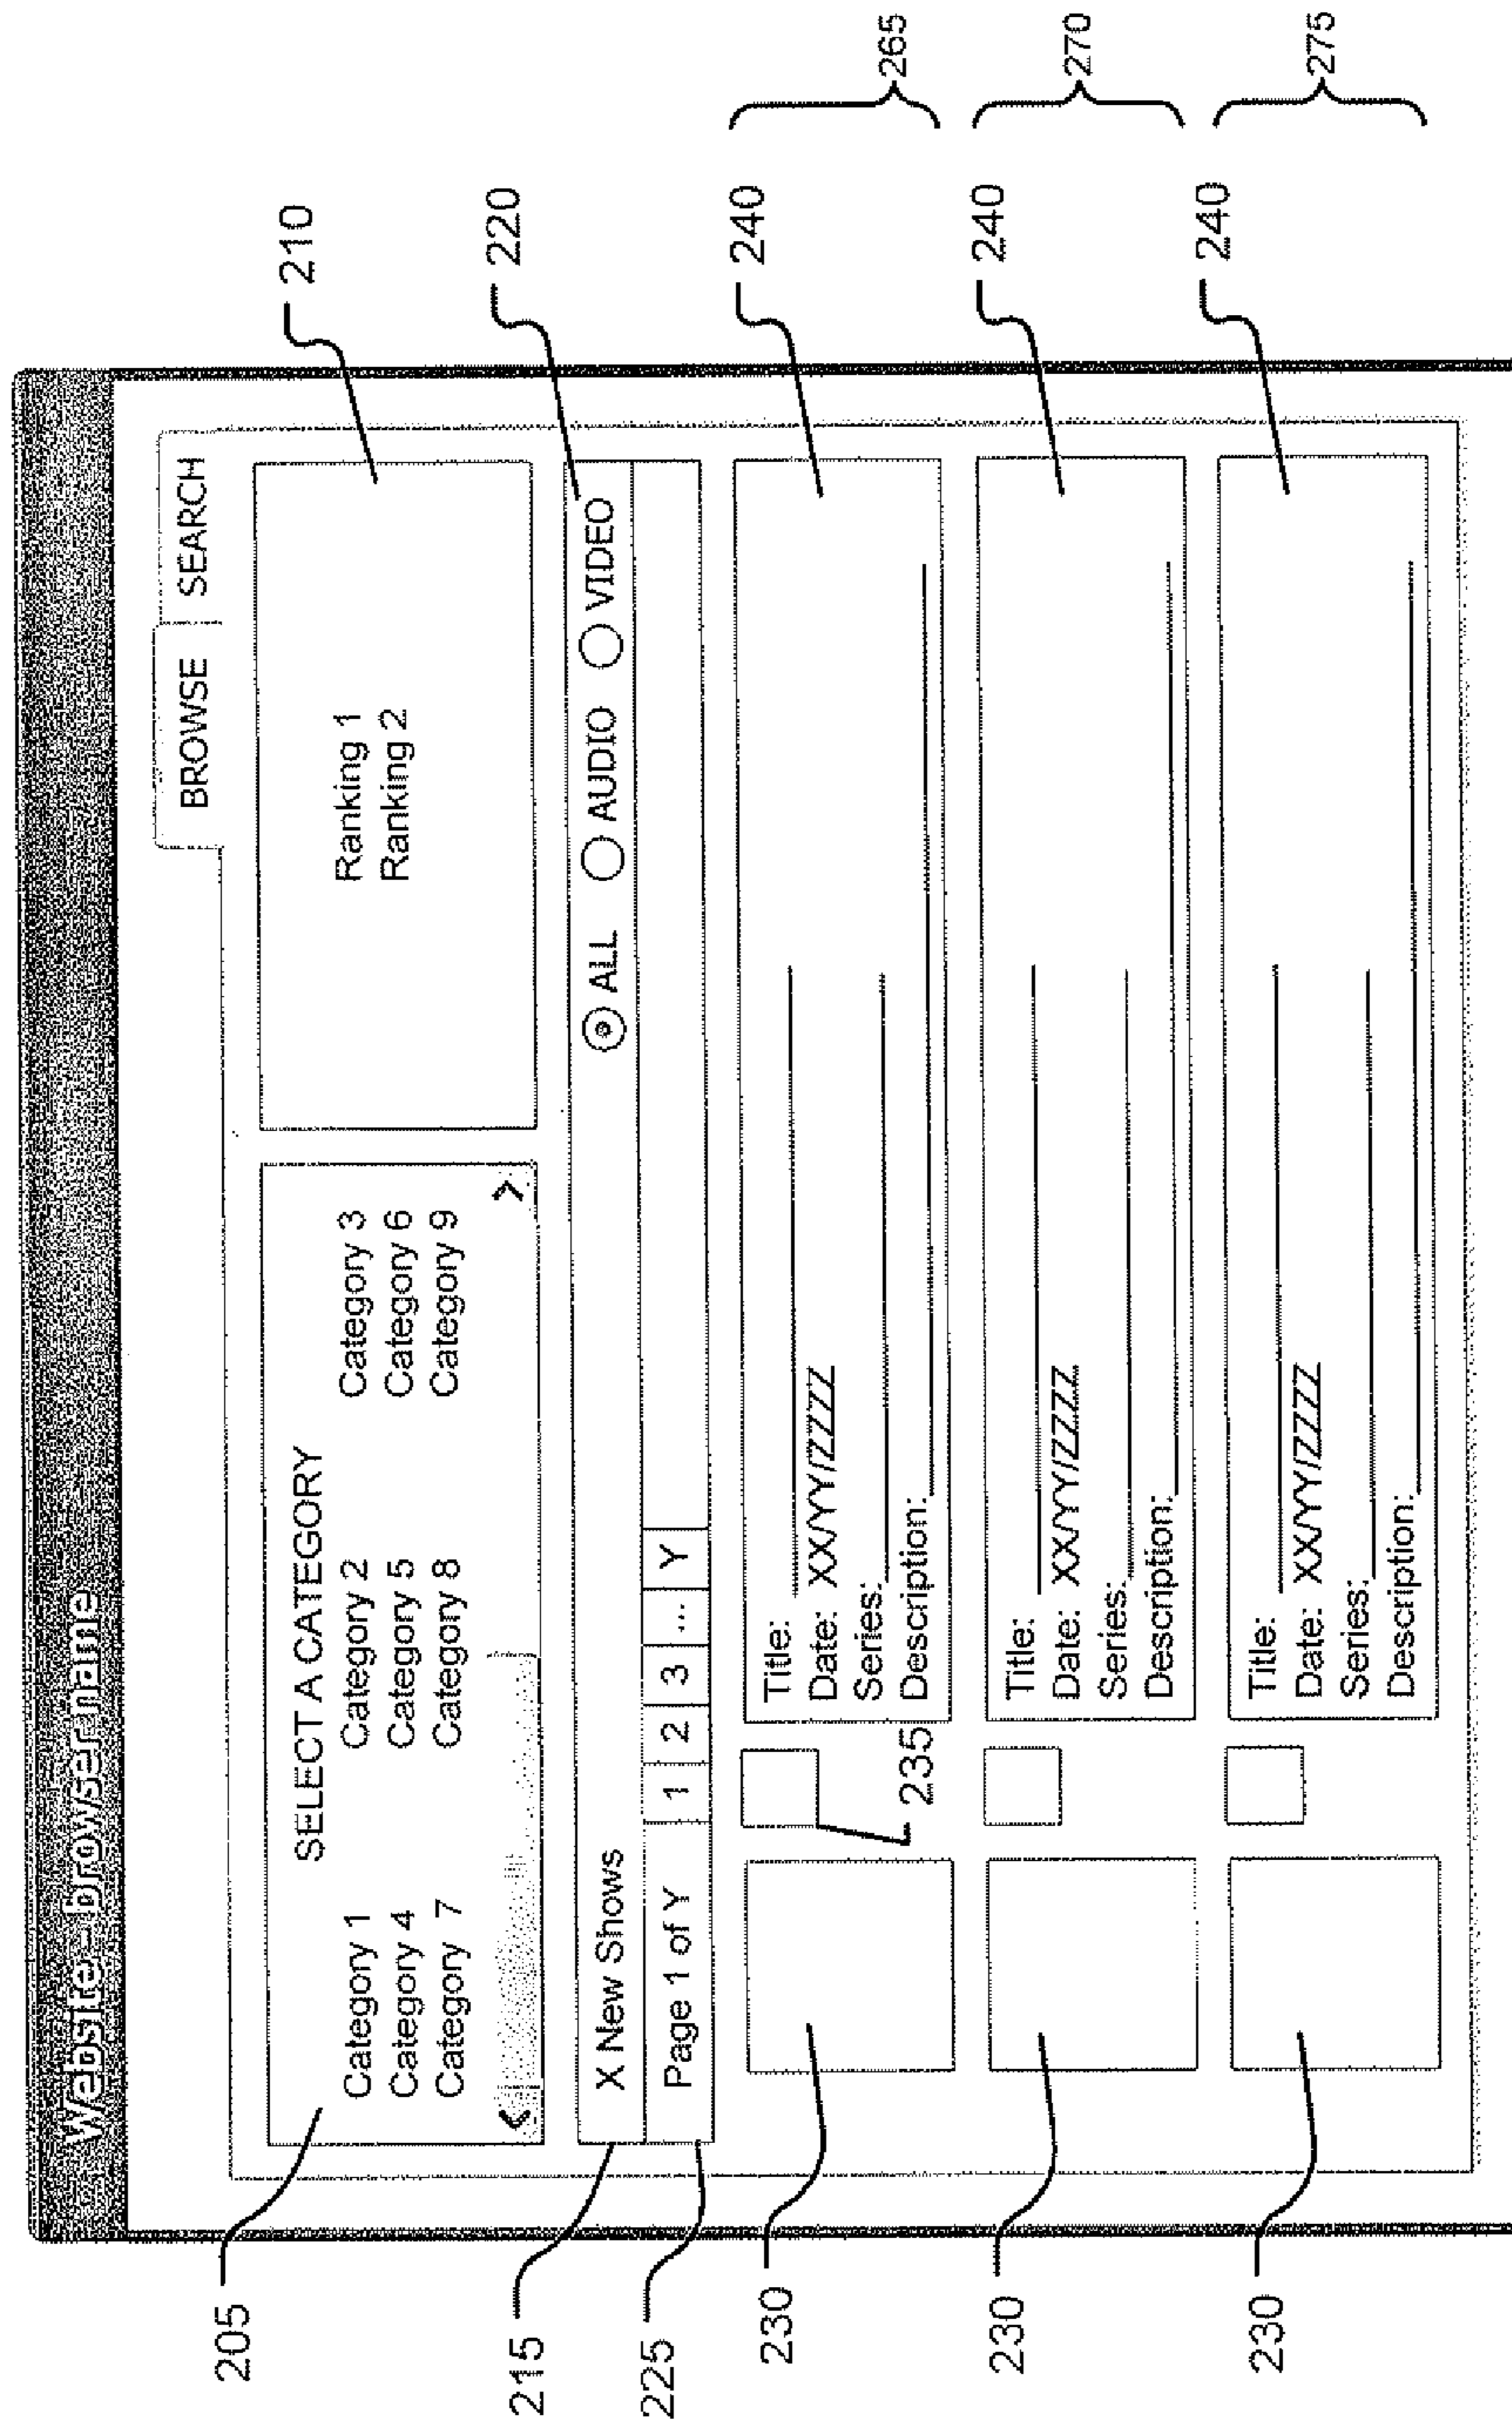 Website - browser name
BROWSE SEARCH
SELECT A CATEGORY
Category 1 Category 2 Category 3
Category 4 Category 5 Category 6
Category 7 Category 8 Category 9
< >
Ranking 1
Ranking 2
X New Shows ALL AUDIO VIDEO
Page 1 of Y 1 2 3 ... Y
Title:
Date: XX/YY/ZZZZ
Series:
Description:
Title:
Date: XX/YY/ZZZZ
Series:
Description:
Title:
Date: XX/YY/ZZZZ
Series:
Description:
205
210
215
220
225
230
235
240
265
230
240
270
230
240
275